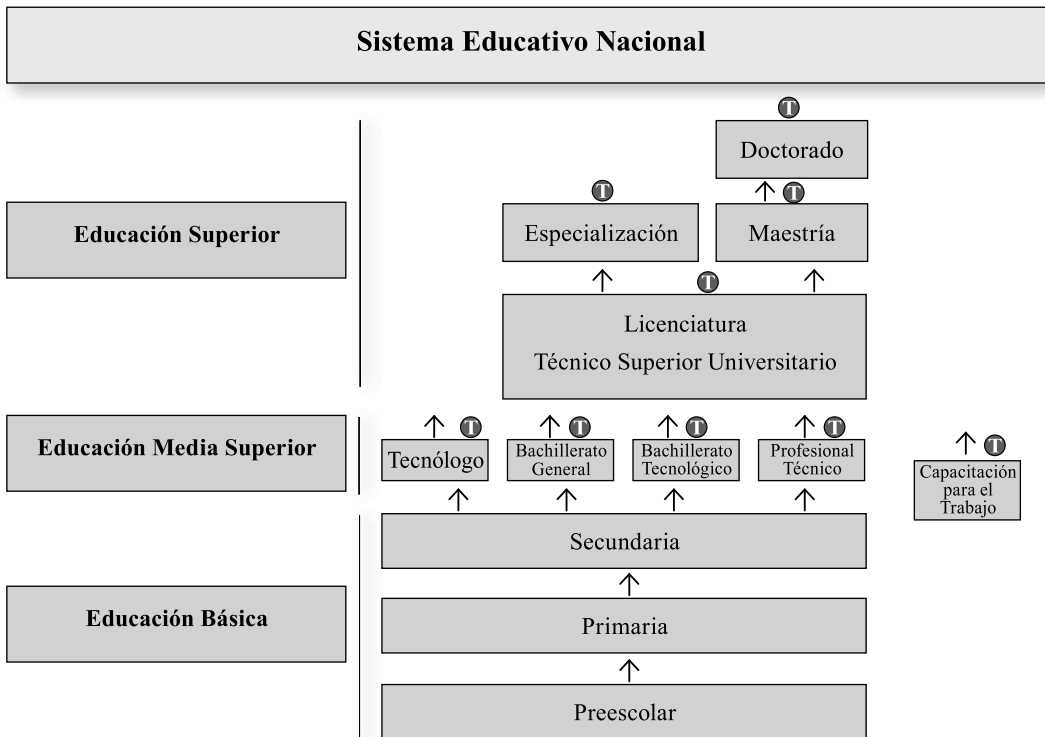 Sistema Educativo Nacional
T
Doctorado
T
T
Educación Superior
Especialización
Maestría
T
Licenciatura
Técnico Superior Universitario
Educación Media Superior
T
T
T
T
Tecnólogo
Bachillerato
General
Bachillerato
Tecnológico
Profesional
Técnico
T
Capacitación
para el
Trabajo
Secundaria
Educación Básica
Primaria
Preescolar